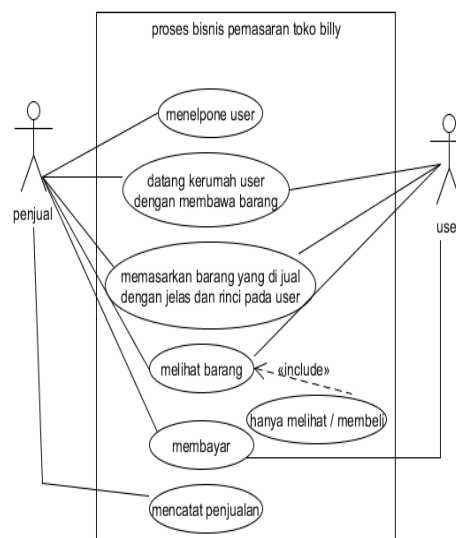 proses bisnis pemasaran toko billy
menelpone user
datang kerumah user
dengan membawa barang
penjual
use
memasarkan barang yang di jual
dengan jelas dan rinci pada user
melihat barang
«include»
hanya melihat / membeli
membayar
mencatat penjualan